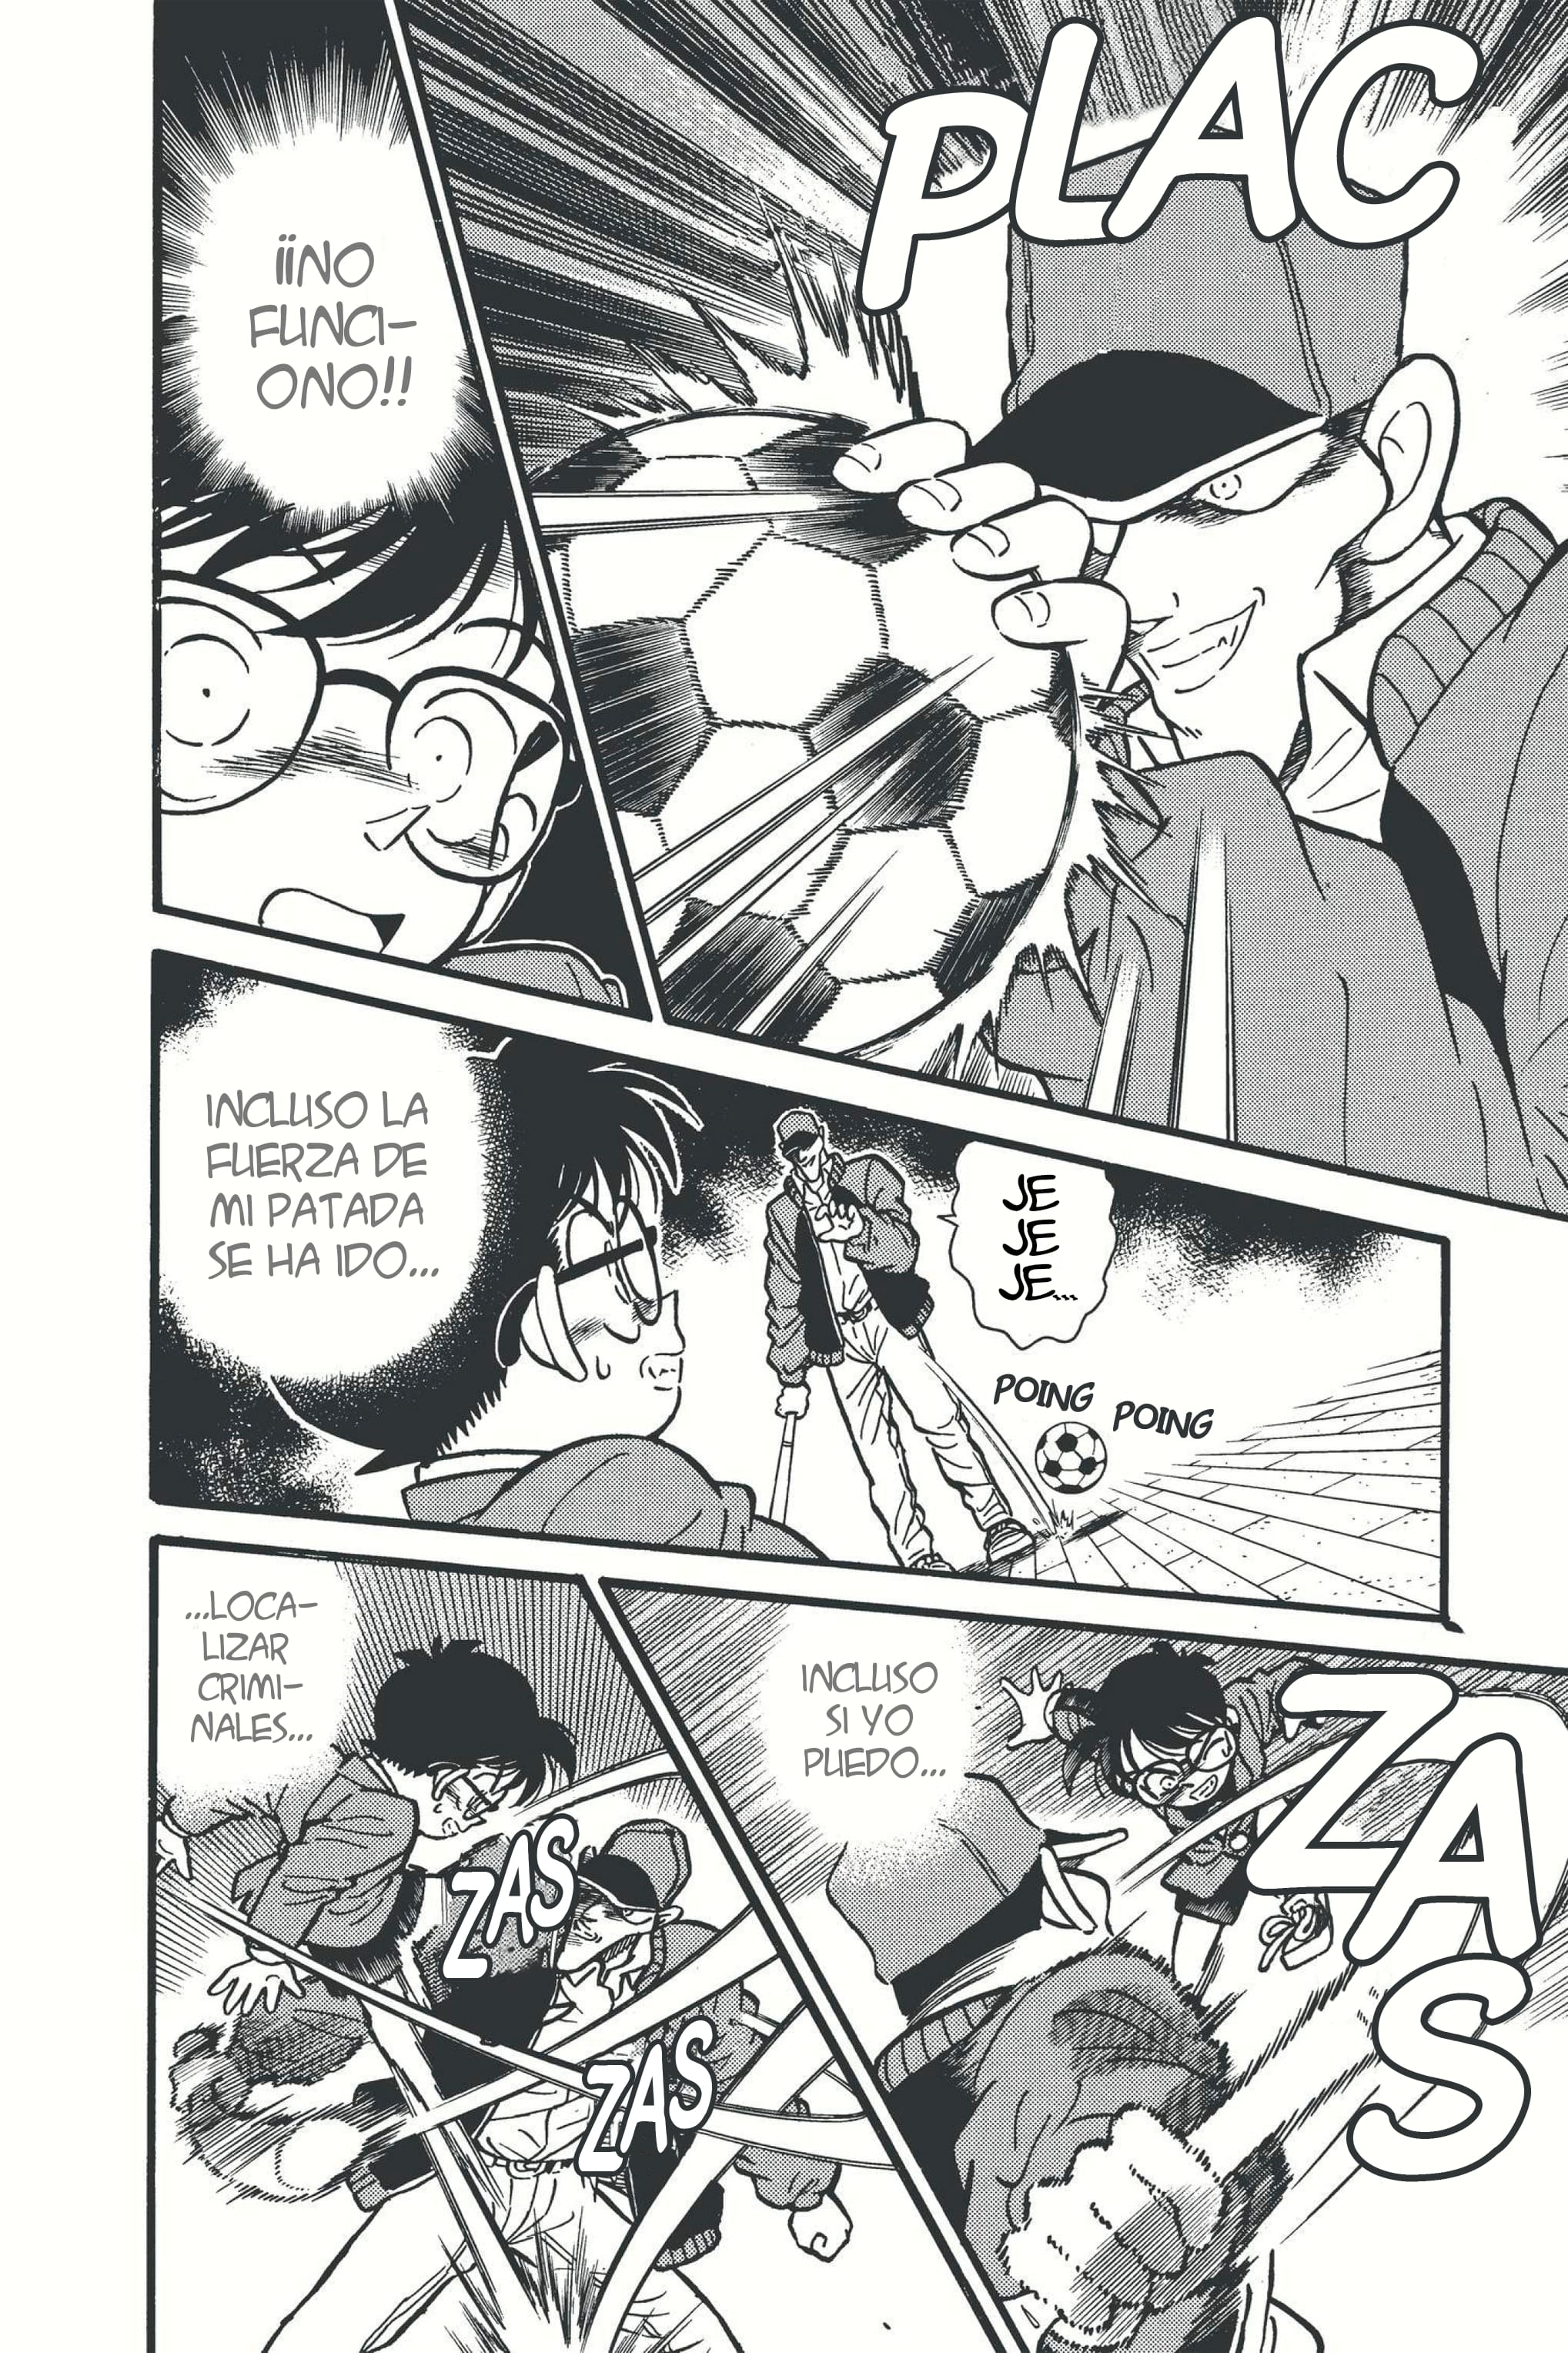 PLAC
¡¡NO
FUNCI-
ONO!!
JE
JE
JE...
POING POING
INCLUSO LA
FUERZA DE
MI PATADA
SE HA IDO...
ZAS
INCLUSO
SI YO
PUEDO...
...LOCA-
LIZAR
CRIMI-
NALES...
ZAS
ZAS